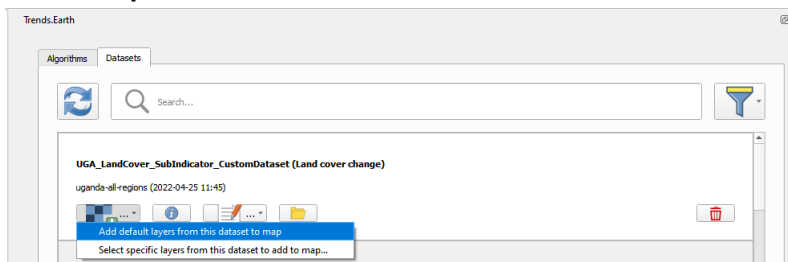 Trends.Earth
Algorithms Datasets
Search...
UGA_LandCover_SubIndicator_CustomDataset (Land cover change)
uganda-all-regions (2022-04-25 11:45)
... ...
Add default layers from this dataset to map
Select specific layers from this dataset to add to map...